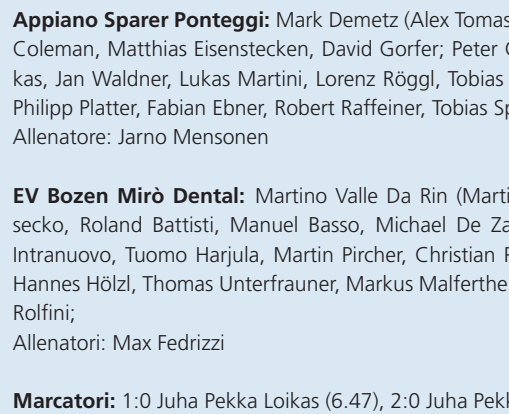 Appiano Sparer Ponteggi: Mark Demetz (Alex Tomas
Coleman, Matthias Eisenstecken, David Gorfer; Peter
kas, Jan Waldner, Lukas Martini, Lorenz Röggl, Tobias
Philipp Platter, Fabian Ebner, Robert Raffeiner, Tobias
Allenatore: Jarno Mensonen
EV Bozen Mirò Dental: Martino Valle Da Rin
secko, Roland Battisti, Manuel Basso, Michael De
Intranuovo, Tuomo Harjula, Martin Pircher, Christian
Hannes Hölzl, Thomas Unterfrauner, Markus Malferthe
Rolfini;
Allenatori: Max Fedrizzi
Marcatori: 1:0 Juha Pekka Loikas (6.47), 2:0 Juha